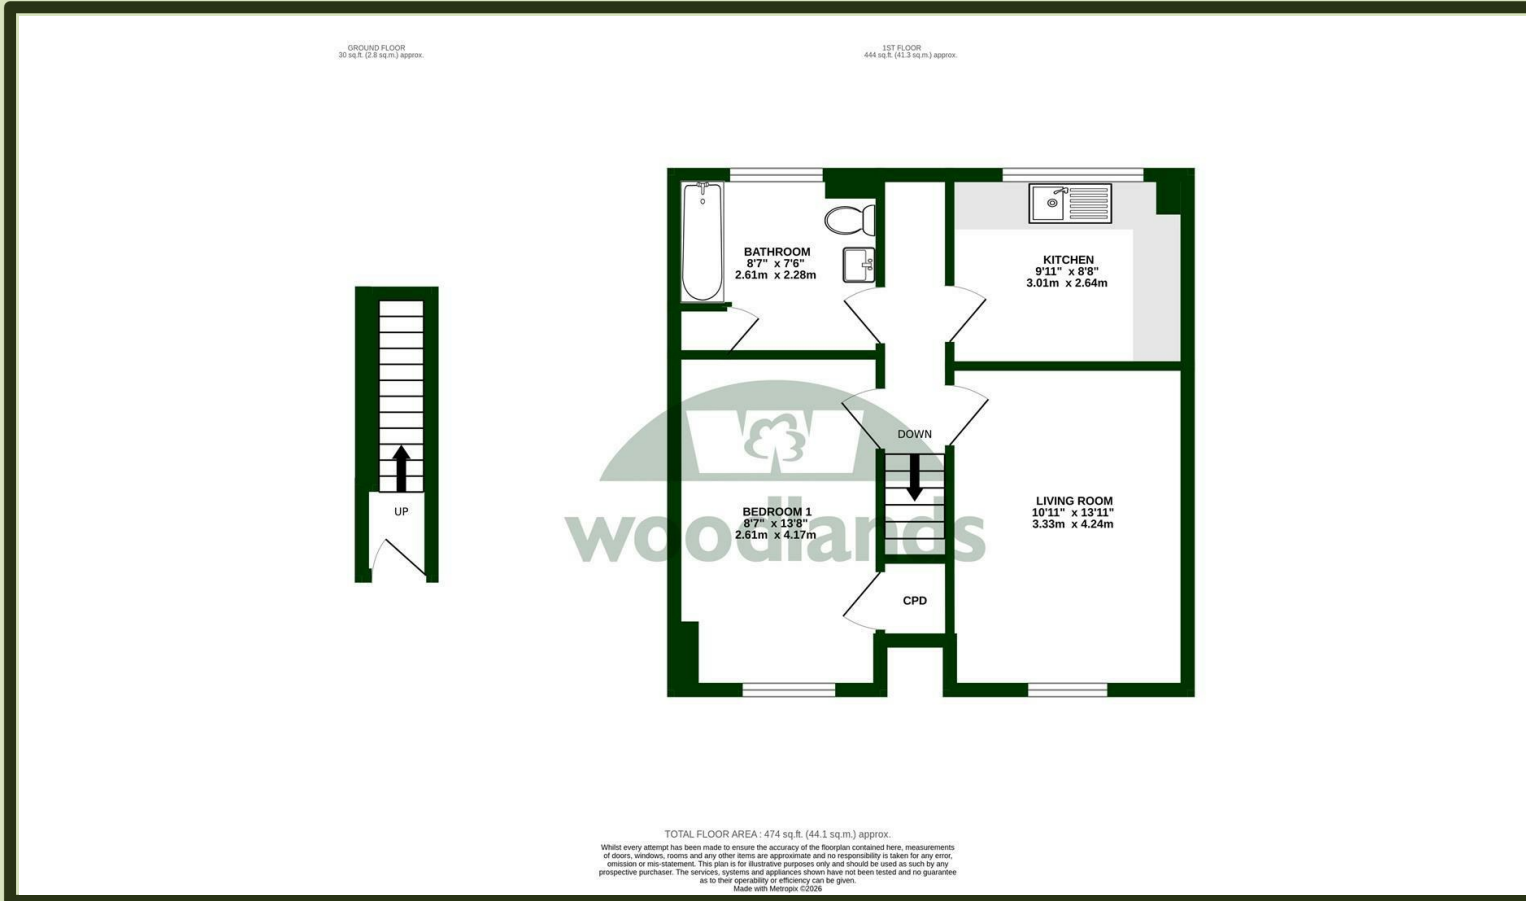 GROUND FLOOR
30 sq.ft. (2.8 sq.m.) approx.
1ST FLOOR
444 sq.ft. (41.3 sq.m.) approx.
BATHROOM
8'7" x 7'6"
2.61m x 2.28m
KITCHEN
9'11" x 8'8"
3.01m x 2.64m
DOWN
UP
BEDROOM 1
8'7" x 13'8"
2.61m x 4.17m
LIVING ROOM
10'11" x 13'11"
3.33m x 4.24m
woodlands
CPD
TOTAL FLOOR AREA : 474 sq.ft. (44.1 sq.m.) approx.
Whilst every attempt has been made to ensure the accuracy of the floorplan contained here, measurements
of doors, windows, rooms and any other items are approximate and no responsibility is taken for any error,
omission or mis-statement. This plan is for illustrative purposes only and should be used as such by any
prospective purchaser. The services, systems and appliances shown have not been tested and no guarantee
as to their operability or efficiency can be given.
Made with Metropix ©2026